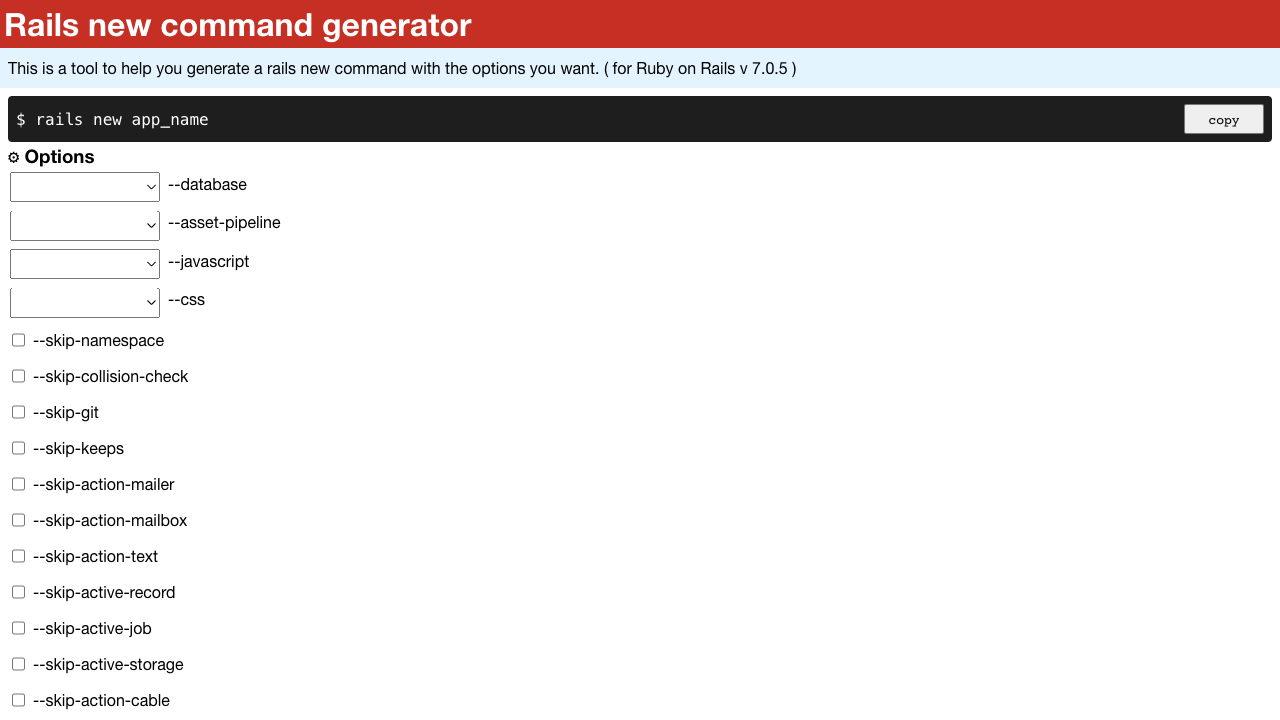 Rails new command generator
This is a tool to help you generate a rails new command with the options you want. ( for Ruby on Rails v 7.0.5 )
$ rails new app_name
copy
⚙ Options
--database
--asset-pipeline
--javascript
--css
--skip-namespace
--skip-collision-check
--skip-git
--skip-keeps
--skip-action-mailer
--skip-action-mailbox
--skip-action-text
--skip-active-record
--skip-active-job
--skip-active-storage
--skip-action-cable